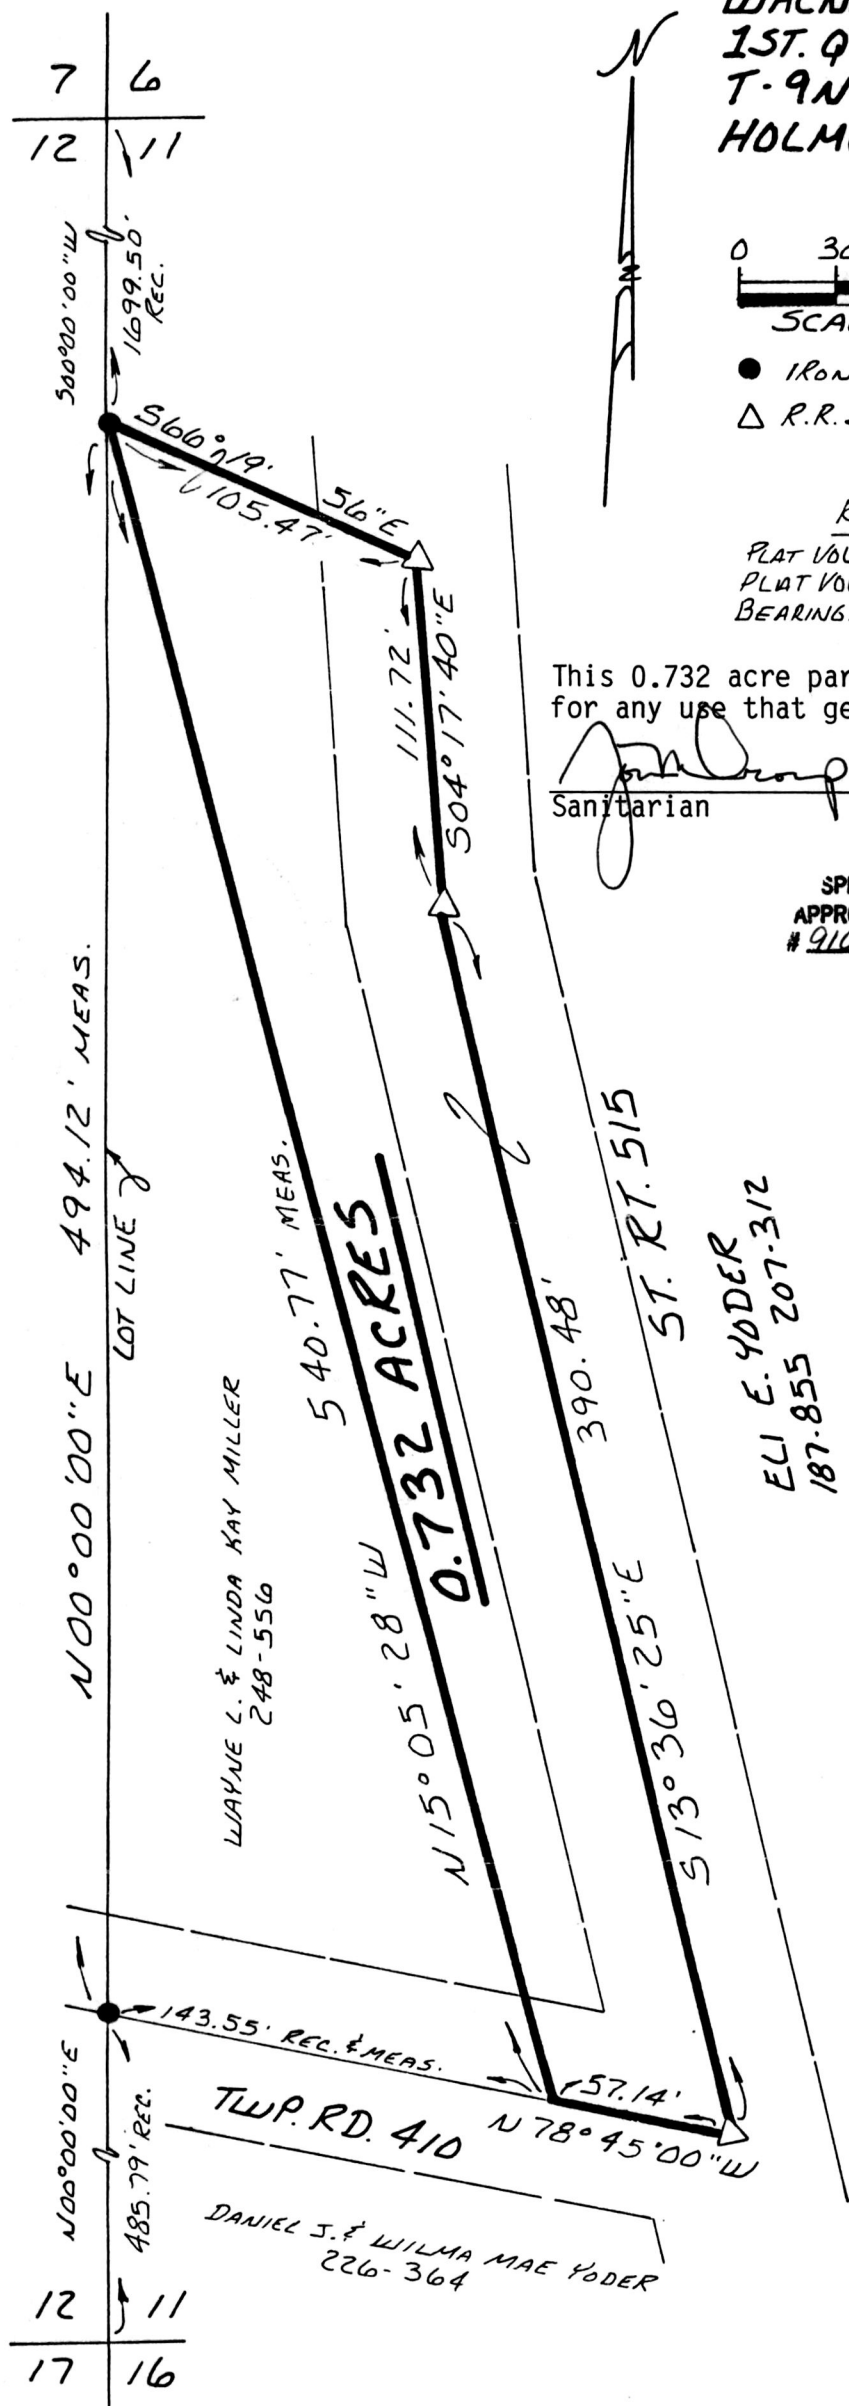 1ST. Q
T-9N
HOLM
N
7 6
12 11
S00°00'00"W
1699.50'
REC.
0 30
SCA
● IRON
△ R.R.
S66°19'56"E
105.47'
PLAT VOL
PLAT VOL
BEARING
111.72'
S04°17'40"E
This 0.732 acre par
for any use that ge
Sanitarian
SP
APPR
# 910
N00°00'00"E 494.12' MEAS.
LOT LINE
540.77' MEAS.
N15°05'28"W
0.732 ACRES
390.48'
S13°36'25"E
ST. RT. 515
ELI E. YODER
187-855 207-312
WAYNE L. & LINDA KAY MILLER
248-556
143.55' REC. & MEAS.
57.14'
N78°45'00"W
TWP. RD. 410
N00°00'00"E
485.79' REC.
DANIEL J. & WILMA MAE YODER
226-364
12 11
17 16